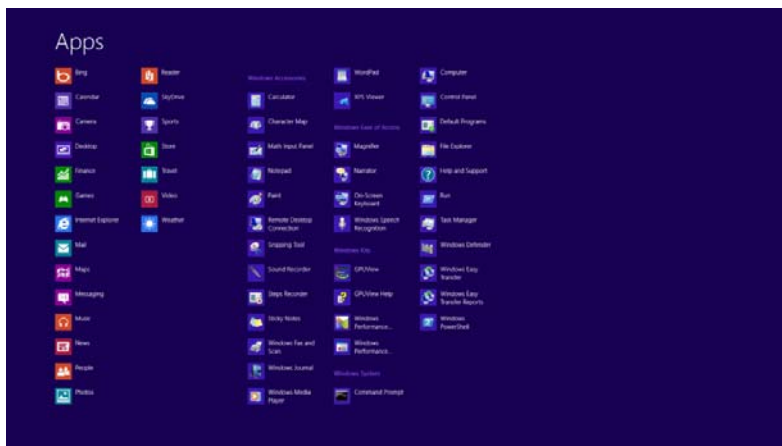 Apps
Bing
Calendar
Camera
Desktop
Finance
Games
Internet Explorer
Mail
Maps
Messaging
Music
News
People
Photos
Reader
SkyDrive
Sports
Store
Travel
Video
Weather
Windows Accessories
Calculator
Character Map
Math Input Panel
Notepad
Paint
Remote Desktop
Connection
Snipping Tool
Sound Recorder
Steps Recorder
Sticky Notes
Windows Fax and
Scan
Windows Journal
Windows Media
Player
WordPad
XPS Viewer
Windows Ease of Access
Magnifier
Narrator
On-Screen
Keyboard
Windows Speech
Recognition
Windows Kits
GPUView
GPUView Help
Windows
Performance...
Windows
Performance...
Windows System
Command Prompt
Computer
Control Panel
Default Programs
File Explorer
Help and Support
Run
Task Manager
Windows Defender
Windows Easy
Transfer
Windows Easy
Transfer Reports
Windows
PowerShell